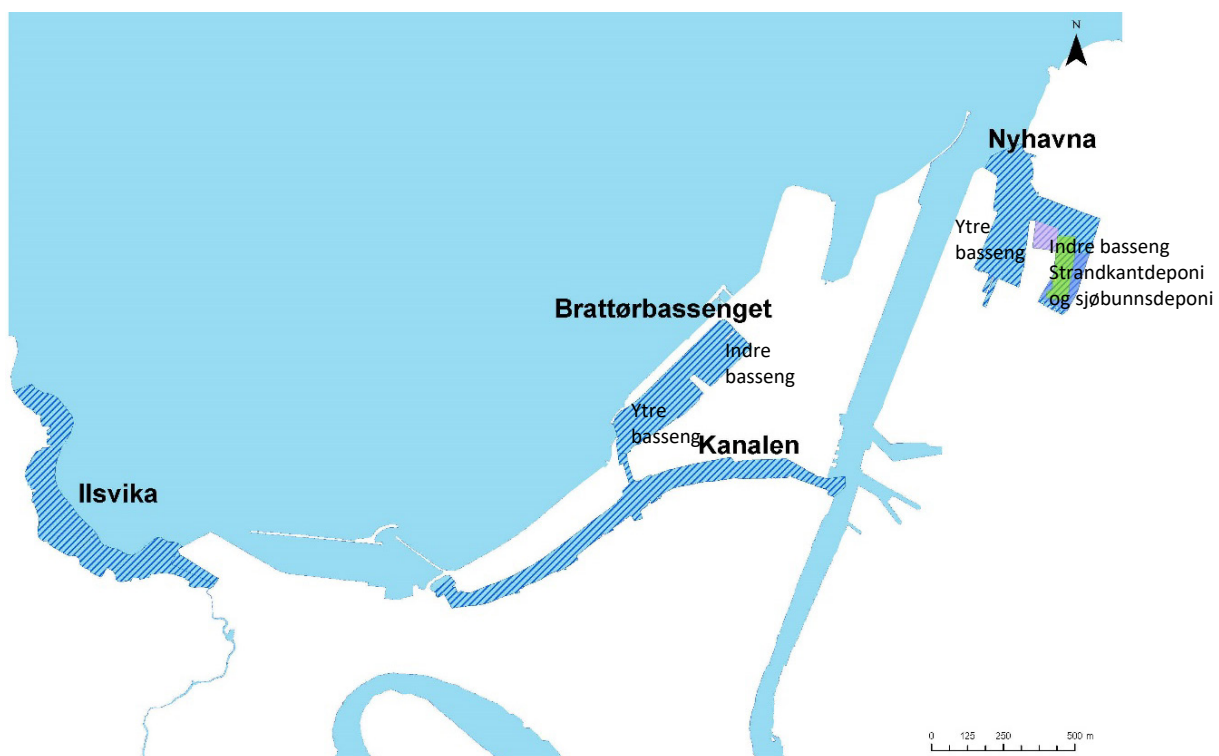 N
Nyhavna
Ytre
basseng
Indre basseng
Strandkantdeponi
og sjøbunnsdeponi
Brattørbassenget
Indre
basseng
Ytre
basseng
Kanalen
Ilsvika
0 125 250 500 m